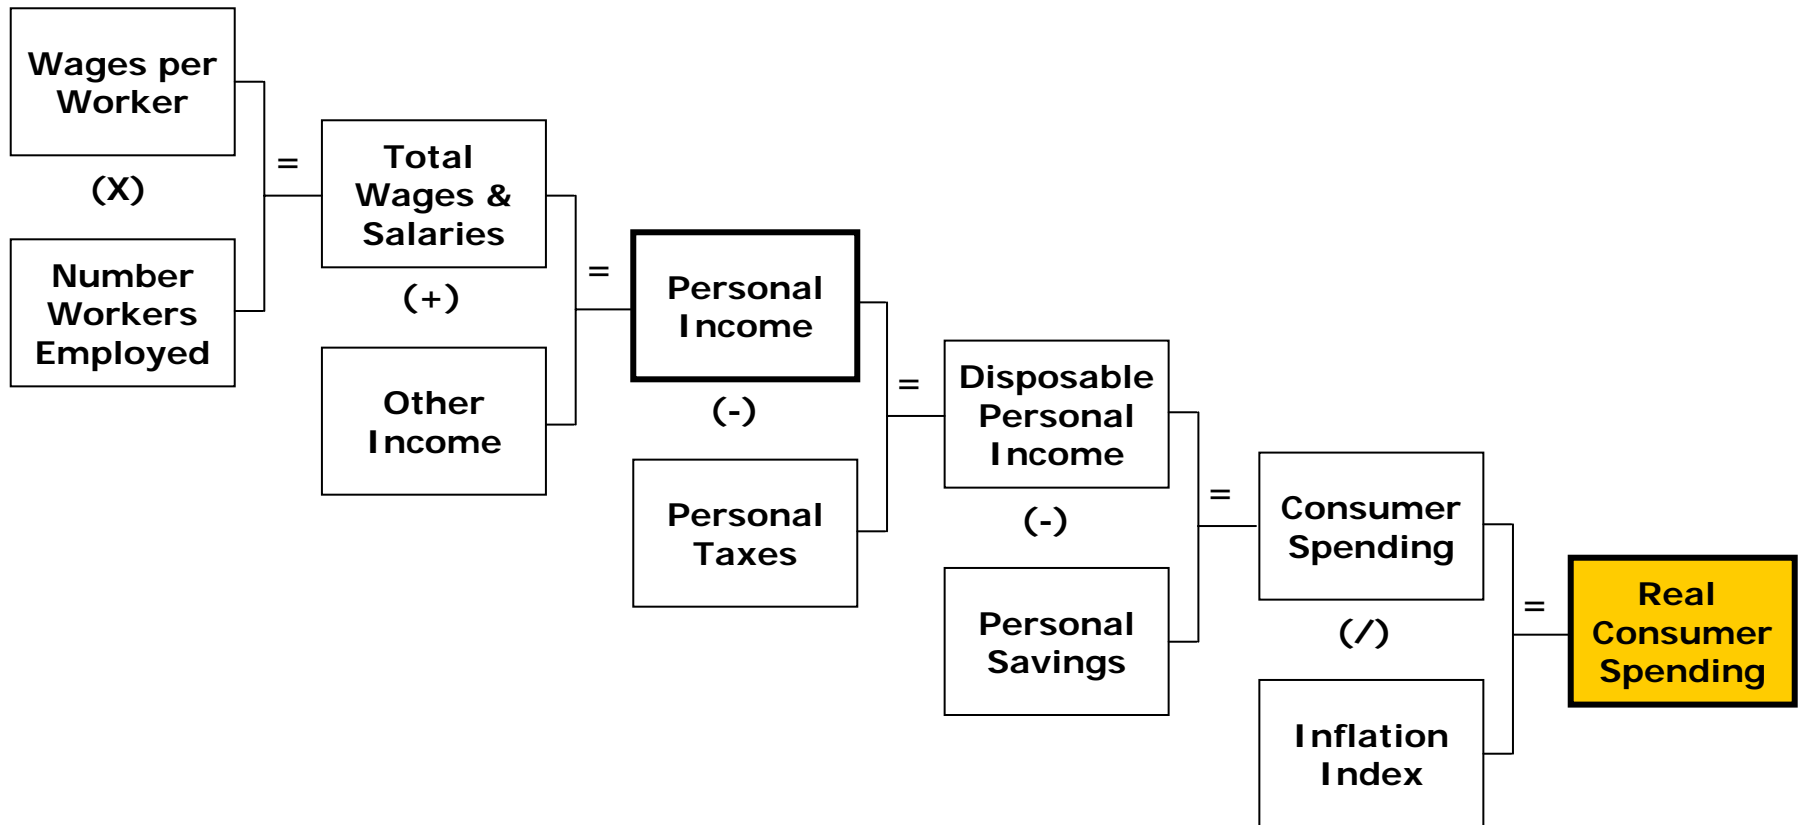 Wages per
Worker
(X)
Number
Workers
Employed
=
Total
Wages &
Salaries
(+)
Other
Income
=
Personal
Income
(-)
Personal
Taxes
=
Disposable
Personal
Income
(-)
Personal
Savings
=
Consumer
Spending
(/)
Inflation
Index
=
Real
Consumer
Spending